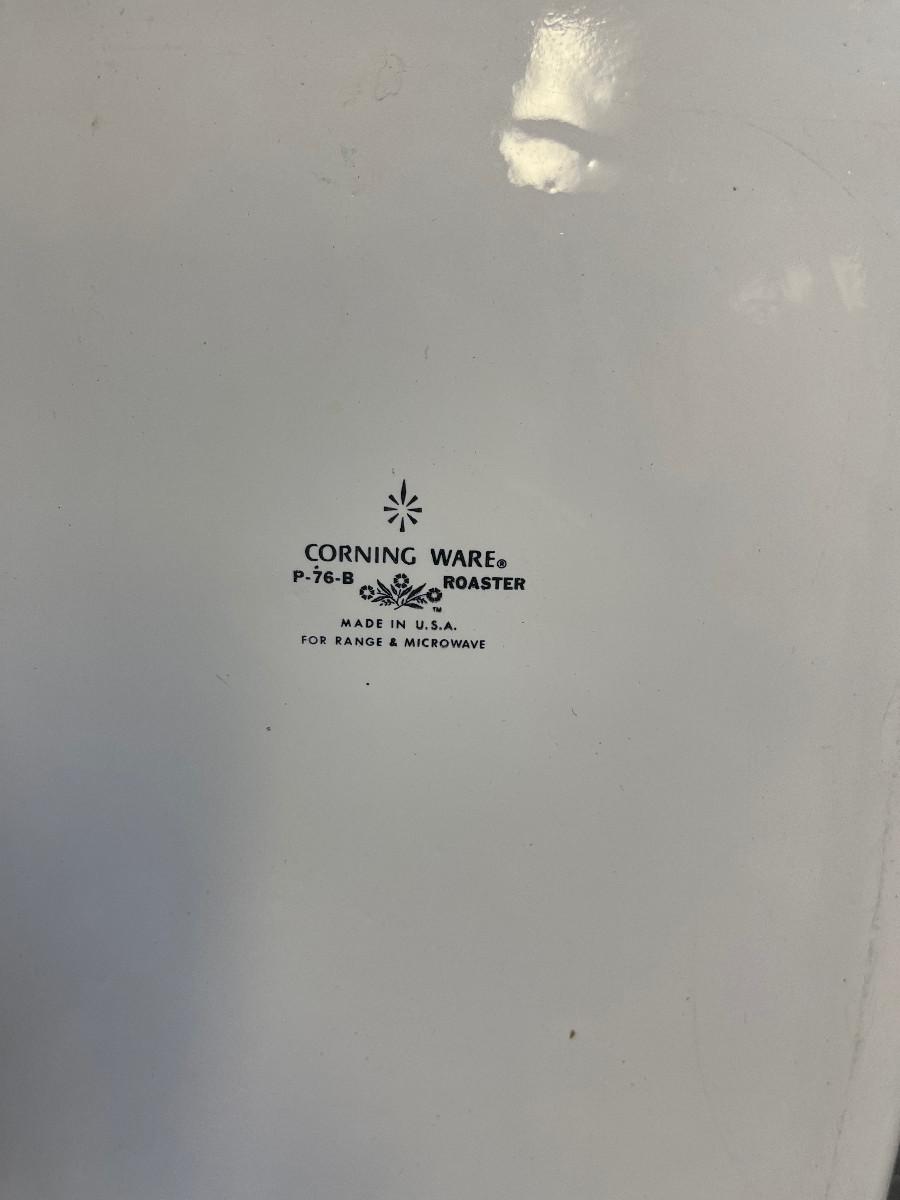 CORNING WARE®
P-76-B ROASTER
TM
MADE IN U.S.A.
FOR RANGE & MICROWAVE